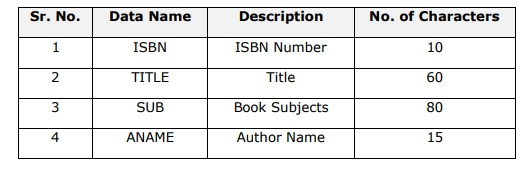 Sr. No. Data Name Description No. of Characters
1 ISBN ISBN Number 10
2 TITLE Title 60
3 SUB Book Subjects 80
4 ANAME Author Name 15